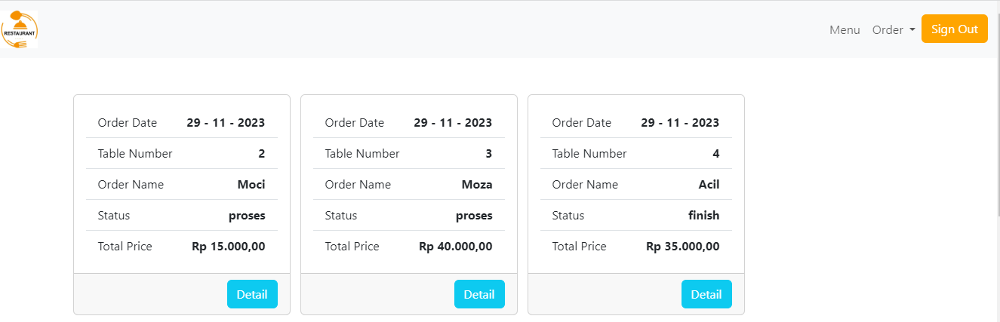 RESTAURANT
Menu Order Sign Out
Order Date 29 - 11 - 2023
Table Number 2
Order Name Moci
Status proses
Total Price Rp 15.000,00
Detail
Order Date 29 - 11 - 2023
Table Number 3
Order Name Moza
Status proses
Total Price Rp 40.000,00
Detail
Order Date 29 - 11 - 2023
Table Number 4
Order Name Acil
Status finish
Total Price Rp 35.000,00
Detail